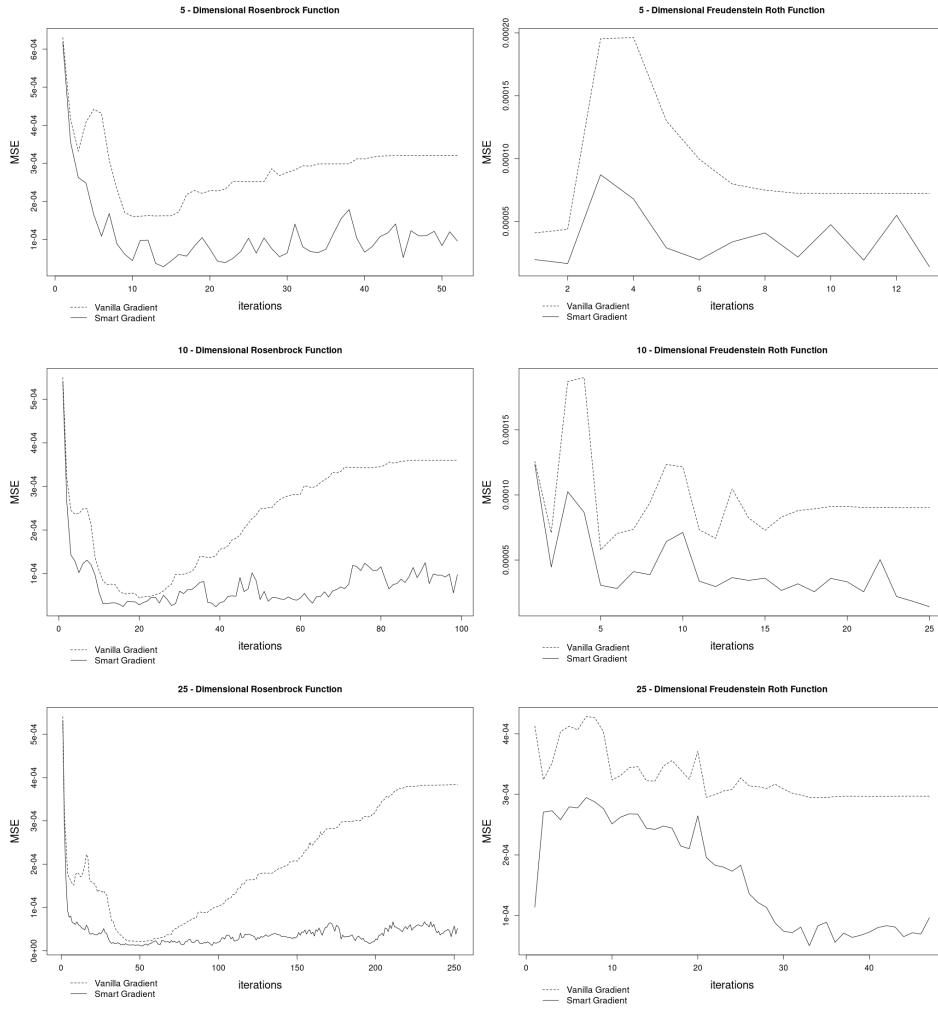 5 - Dimensional Rosenbrock Function
MSE
6e-04
5e-04
4e-04
3e-04
2e-04
1e-04
0 10 20 30 40 50
iterations
Vanilla Gradient
Smart Gradient
5 - Dimensional Freudenstein Roth Function
MSE
0.00020
0.00015
0.00010
0.00005
2 4 6 8 10 12
iterations
Vanilla Gradient
Smart Gradient
10 - Dimensional Rosenbrock Function
MSE
5e-04
4e-04
3e-04
2e-04
1e-04
0 20 40 60 80 100
iterations
Vanilla Gradient
Smart Gradient
10 - Dimensional Freudenstein Roth Function
MSE
0.00015
0.00010
0.00005
5 10 15 20 25
iterations
Vanilla Gradient
Smart Gradient
25 - Dimensional Rosenbrock Function
MSE
5e-04
4e-04
3e-04
2e-04
1e-04
0e+00
0 50 100 150 200 250
iterations
Vanilla Gradient
Smart Gradient
25 - Dimensional Freudenstein Roth Function
MSE
4e-04
3e-04
2e-04
1e-04
0 10 20 30 40
iterations
Vanilla Gradient
Smart Gradient